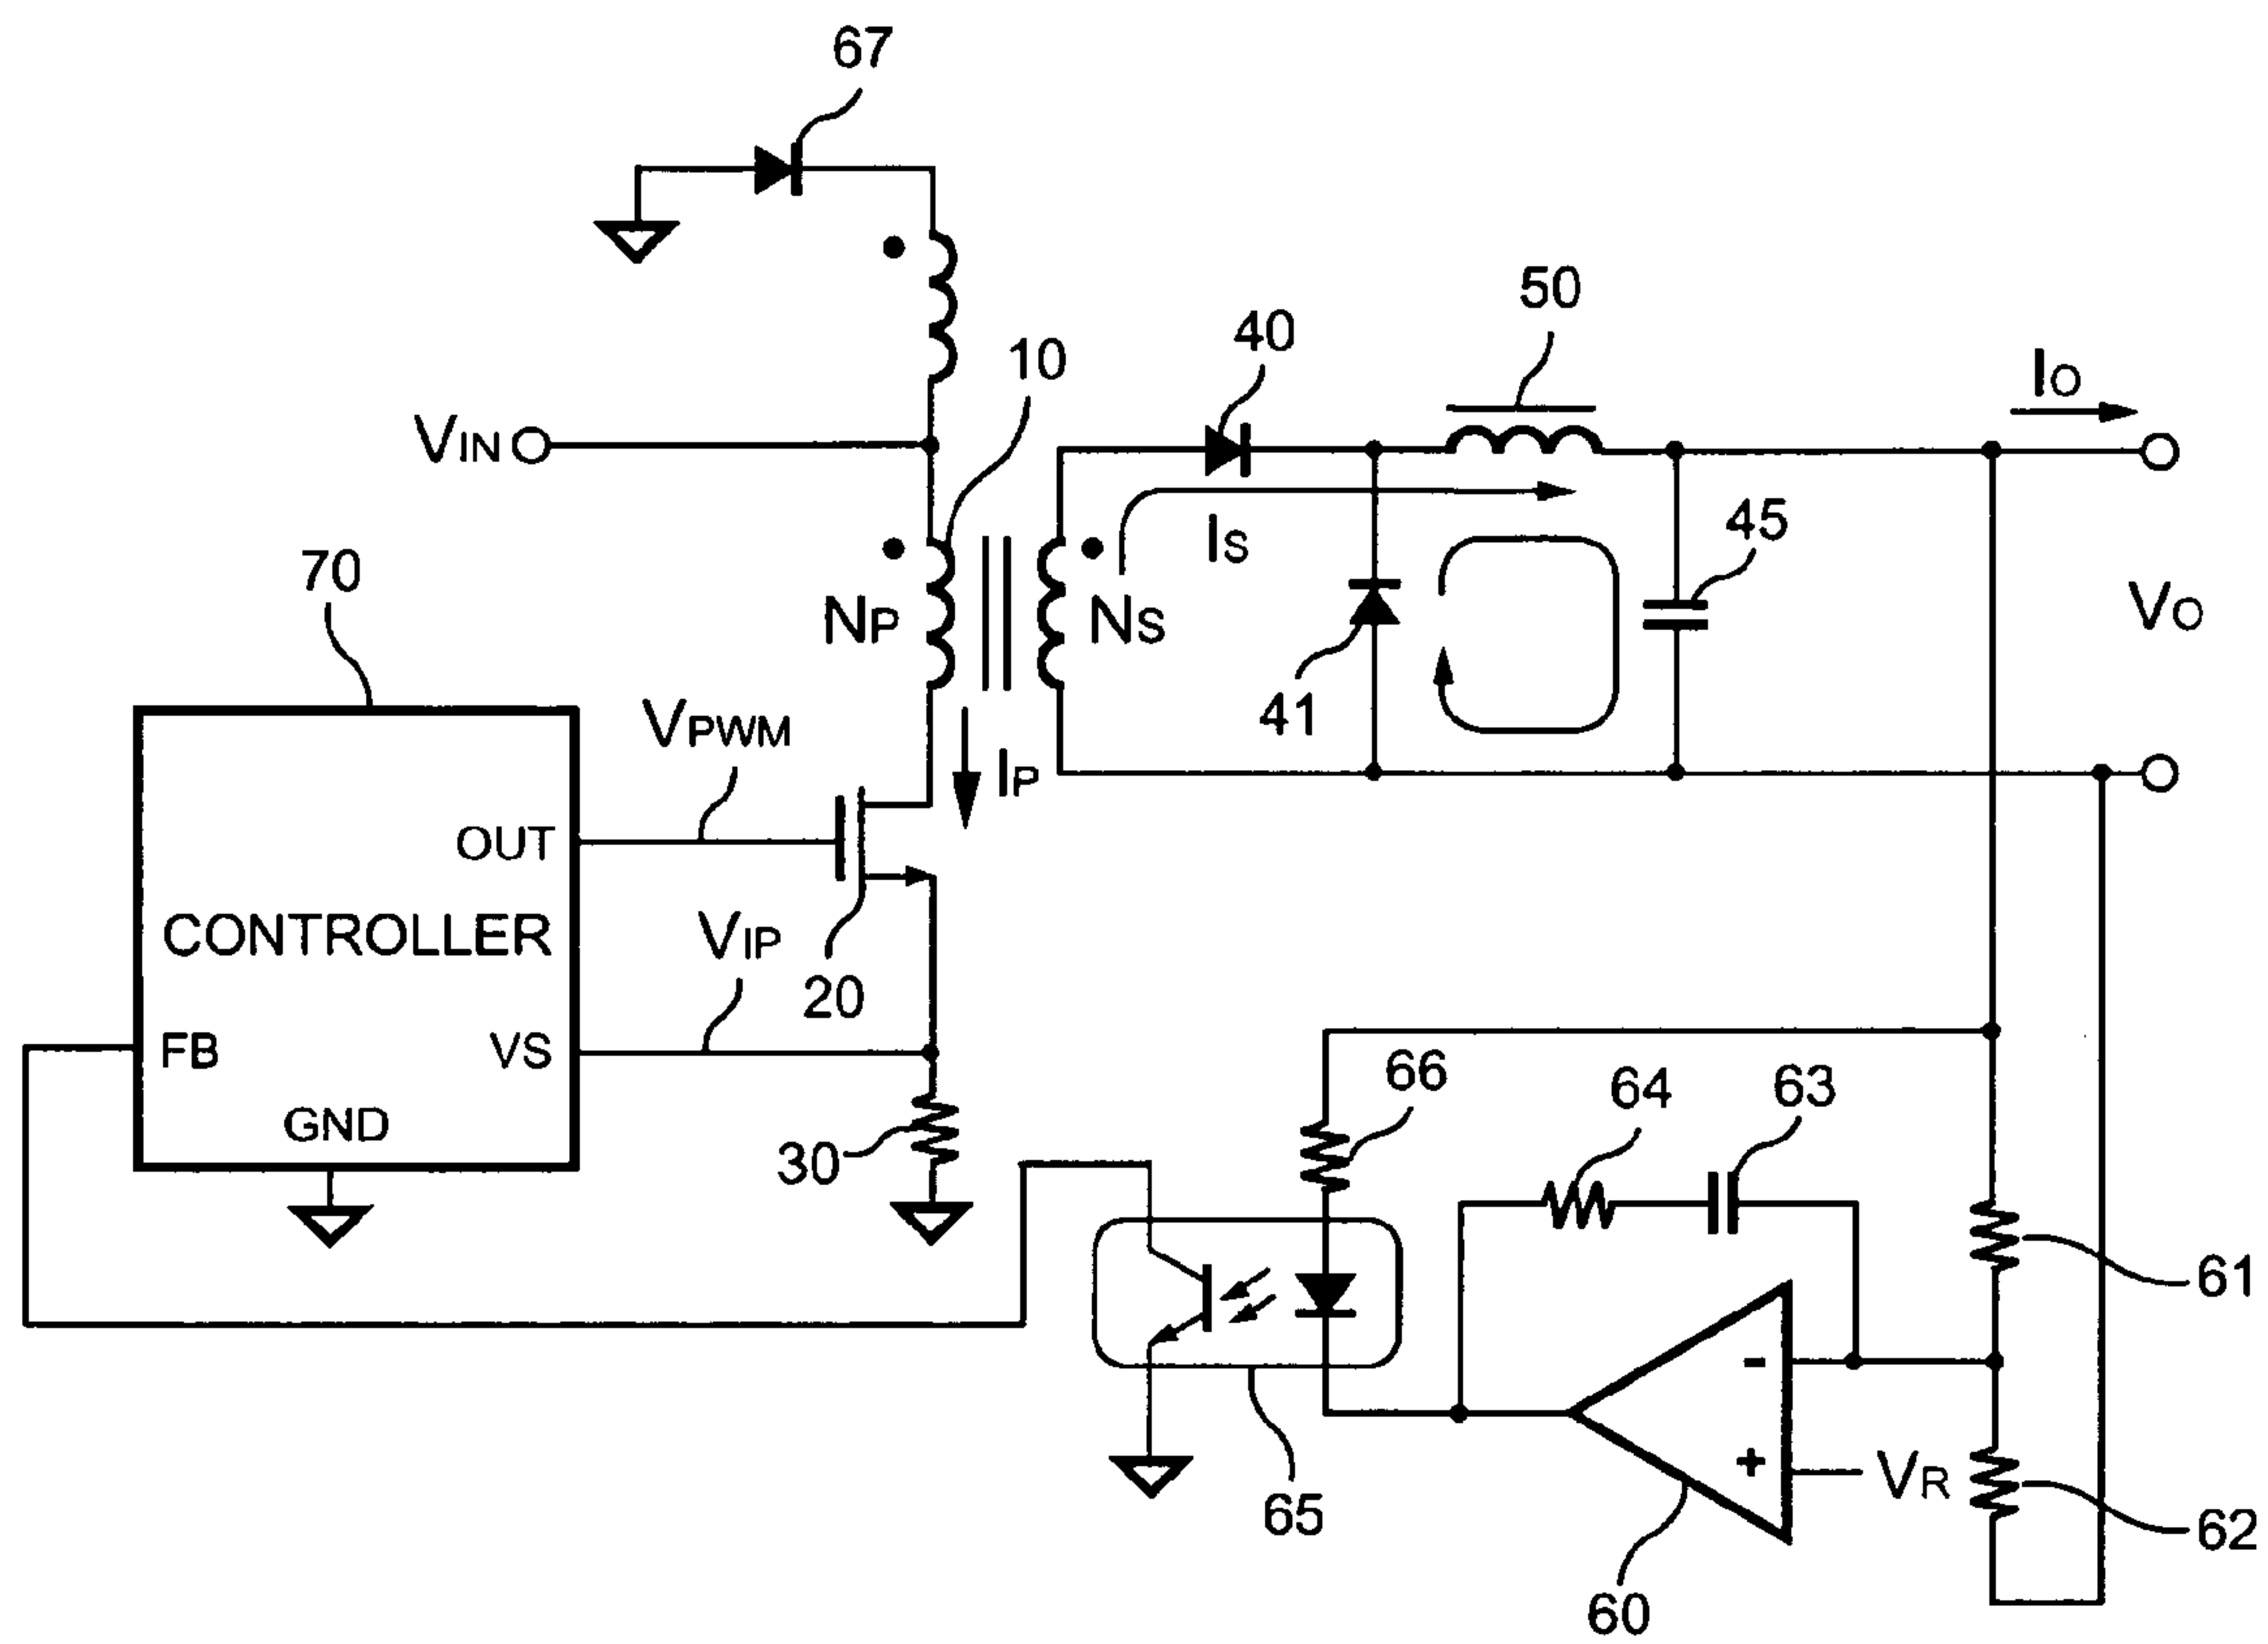 67
50
40
10
IO
VIN
IS
45
70
NP
NS
VO
41
VPWM
IP
OUT
CONTROLLER
VIP
20
FB
VS
66
64
63
GND
30
61
-
+
VR
65
62
60